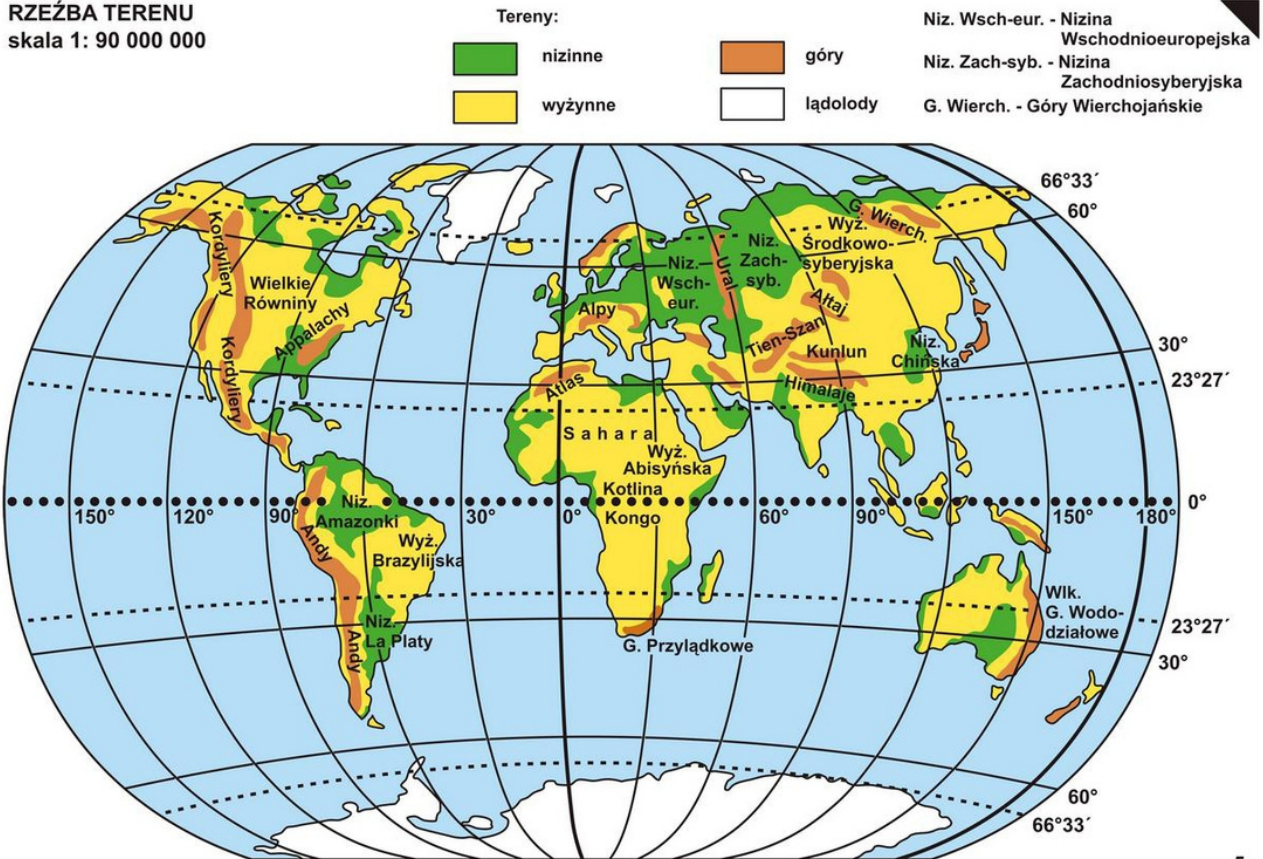 RZEŹBA TERENU
skala 1: 90 000 000
Tereny:
nizinne
wyżynne
góry
lądolody
Niz. Wsch-eur. - Nizina
Wschodnioeuropejska
Niz. Zach-syb. - Nizina
Zachodniosyberyjska
G. Wierch. - Góry Wierchojańskie
66°33´
60°
G. Wierch.
Wyż.
Środkowo-
syberyjska
Niz.
Zach-
syb.
Ural
Niz.
Wsch-
eur.
Kordyliery
Wielkie
Równiny
Appalachy
Alpy
Ałtaj
Tien-Szan
Kunlun
Niz.
Chińska
30°
23°27´
Kordyliery
Atlas
Himalaje
Sahara
Wyż.
Abisyńska
Kotlina
Kongo
Niz.
Amazonki
0°
150°
120°
90°
30°
0°
60°
90°
150°
180°
Andy
Wyż.
Brazylijska
Wlk.
G. Wodo-
działowe
Niz.
La Platy
Andy
G. Przylądkowe
23°27´
30°
60°
66°33´